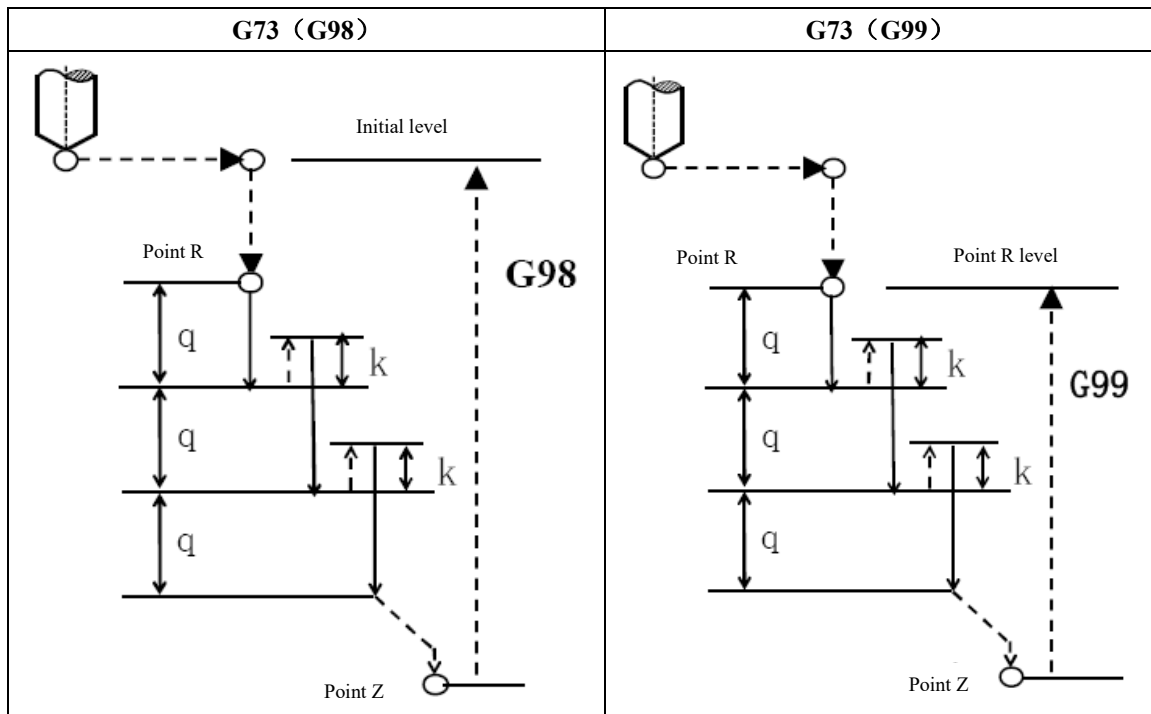 G73（G98）
G73（G99）
Initial level
Point R
G98
q
k
q
k
q
Point Z
Point R
Point R level
q
k
G99
q
k
q
Point Z